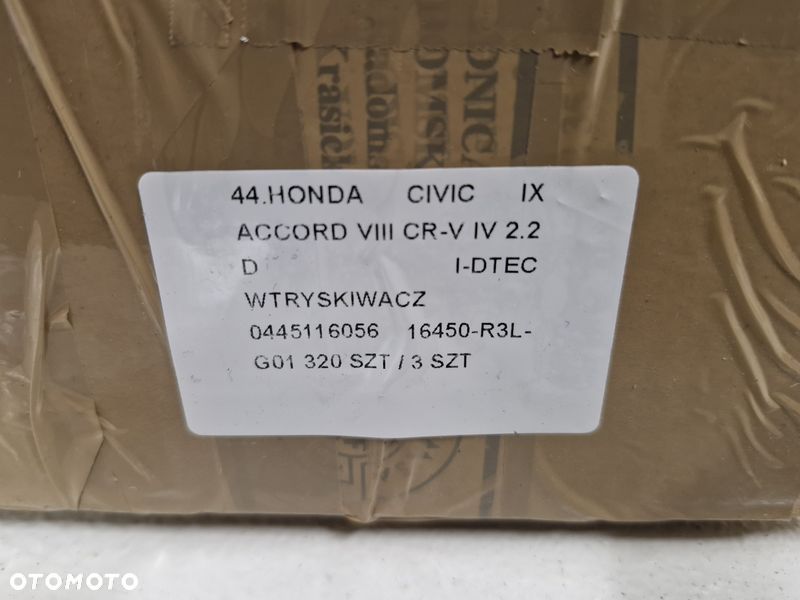 44.HONDA CIVIC IX
ACCORD VIII CR-V IV 2.2
D I-DTEC
WTRYSKIWACZ
0445116056 16450-R3L-
G01 320 SZT / 3 SZT
OTOMOTO